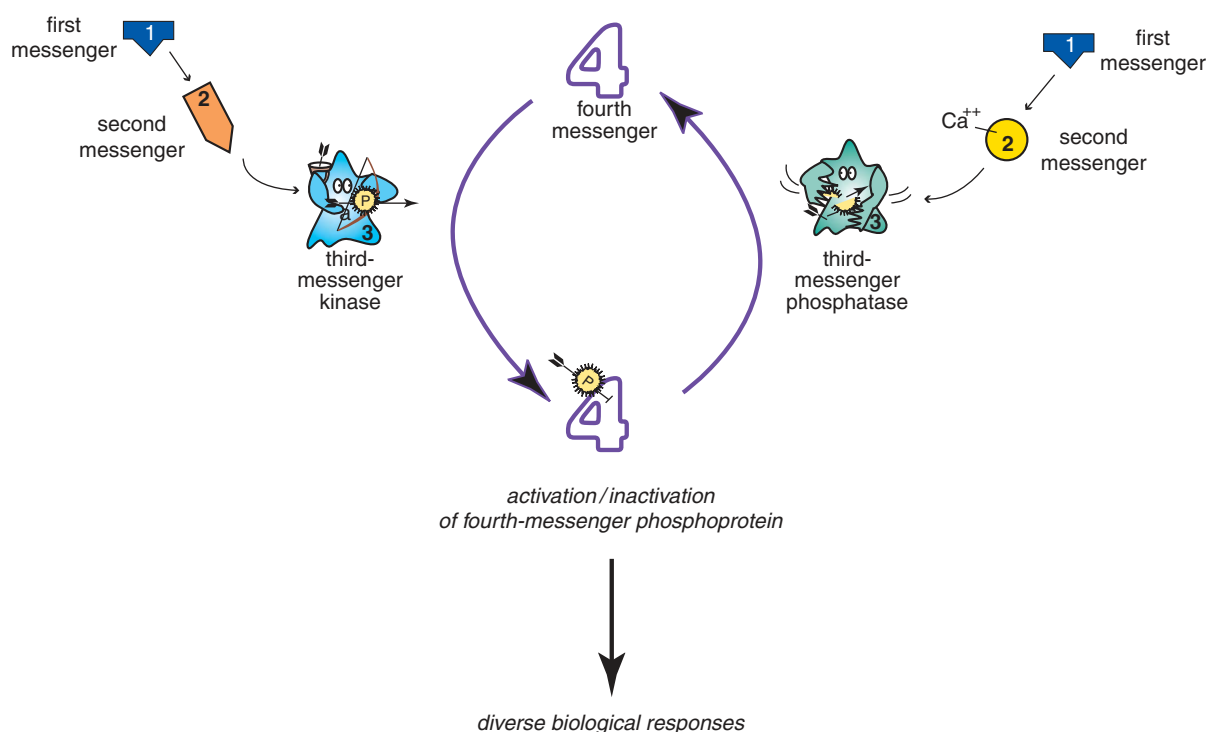 first
messenger
1
2
second
messenger
P
a
3
third-
messenger
kinase
4
fourth
messenger
1
first
messenger
Ca++
2
second
messenger
3
third-
messenger
phosphatase
P
4
activation/inactivation
of fourth-messenger phosphoprotein
diverse biological responses